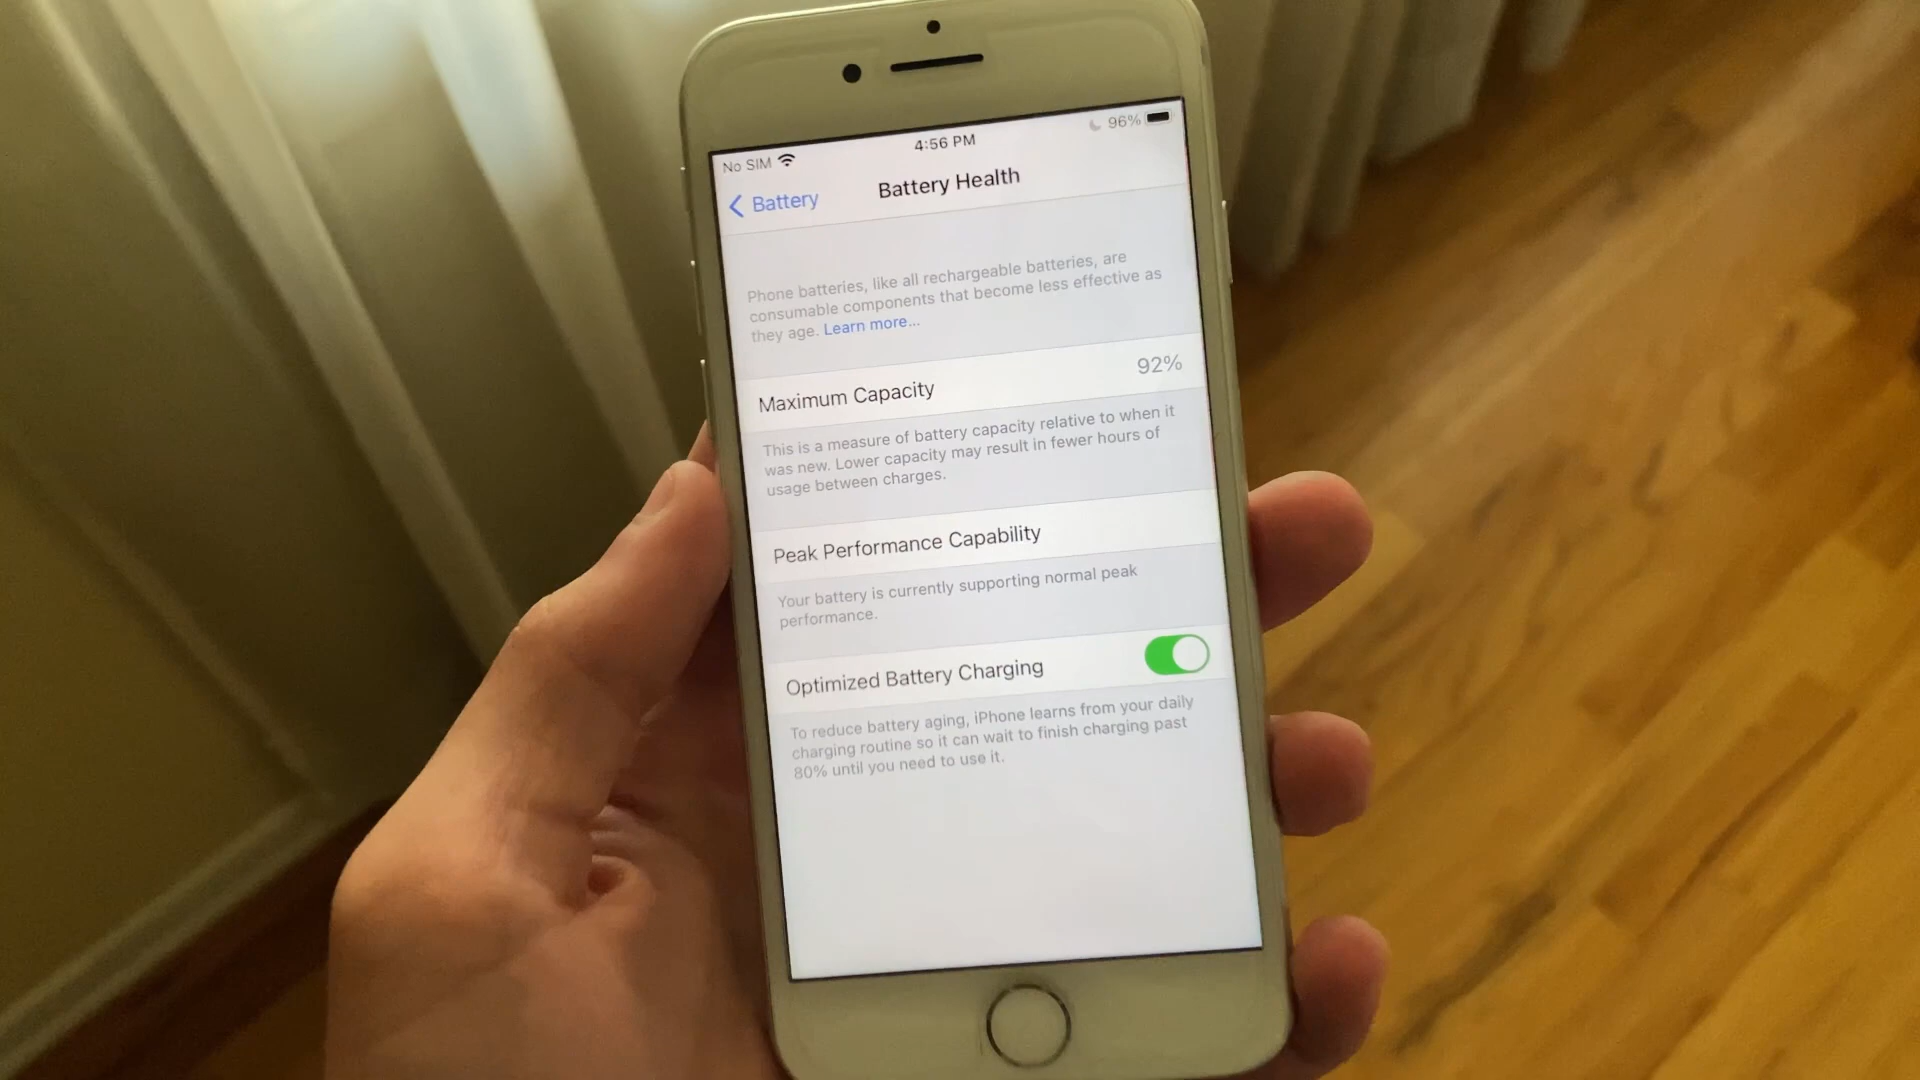 No SIM 4:56 PM 96%
Battery Battery Health
Phone batteries, like all rechargeable batteries, are
consumable components that become less effective as
they age. Learn more...
Maximum Capacity 92%
This is a measure of battery capacity relative to when it
was new. Lower capacity may result in fewer hours of
usage between charges.
Peak Performance Capability
Your battery is currently supporting normal peak
performance.
Optimized Battery Charging
To reduce battery aging, iPhone learns from your daily
charging routine so it can wait to finish charging past
80% until you need to use it.